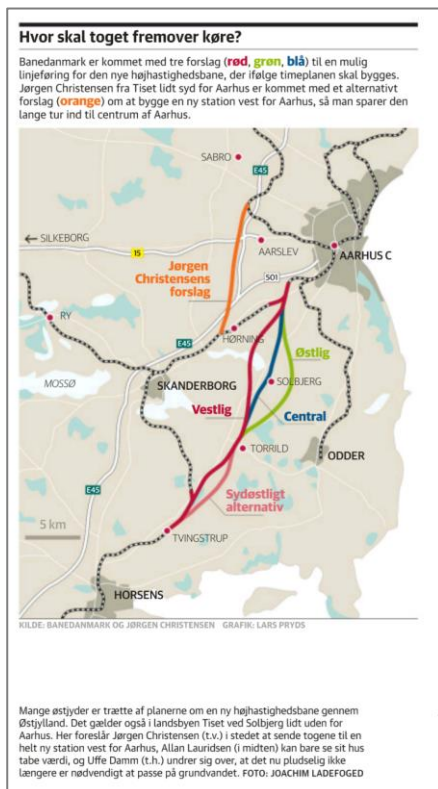 Hvor skal toget fremover køre?
Banedanmark er kommet med tre forslag (rød, grøn, blå) til en mulig
linjeføring for den nye højhastighedsbane, der ifølge timeplanen skal bygges.
Jørgen Christensen fra Tiset lidt syd for Aarhus er kommet med et alternativt
forslag (orange) om at bygge en ny station vest for Aarhus, så man sparer den
lange tur ind til centrum af Aarhus.
SABRO
E45
SILKEBORG
15
AARSLEV
AARHUS C
Jørgen
Christensens
forslag
501
RY
E45
HØRNING
Østlig
MOSSØ
SKANDERBORG
SOLBJERG
Vestlig
Central
TORRILD
ODDER
E45
Sydøstligt
alternativ
5 km
TVINGSTRUP
HORSENS
KILDE: BANEDANMARK OG JØRGEN CHRISTENSEN GRAFIK: LARS PRYDS
Mange østjyder er trætte af planerne om en ny højhastighedsbane gennem
Østjylland. Det gælder også i landsbyen Tiset ved Solbjerg lidt uden for
Aarhus. Her foreslår Jørgen Christensen (t.v.) i stedet at sende togene til en
helt ny station vest for Aarhus, Allan Lauridsen (i midten) kan bare se sit hus
tabe værdi, og Uffe Damm (t.h.) undrer sig over, at det nu pludselig ikke
længere er nødvendigt at passe på grundvandet. FOTO: JOACHIM LADEFOGED